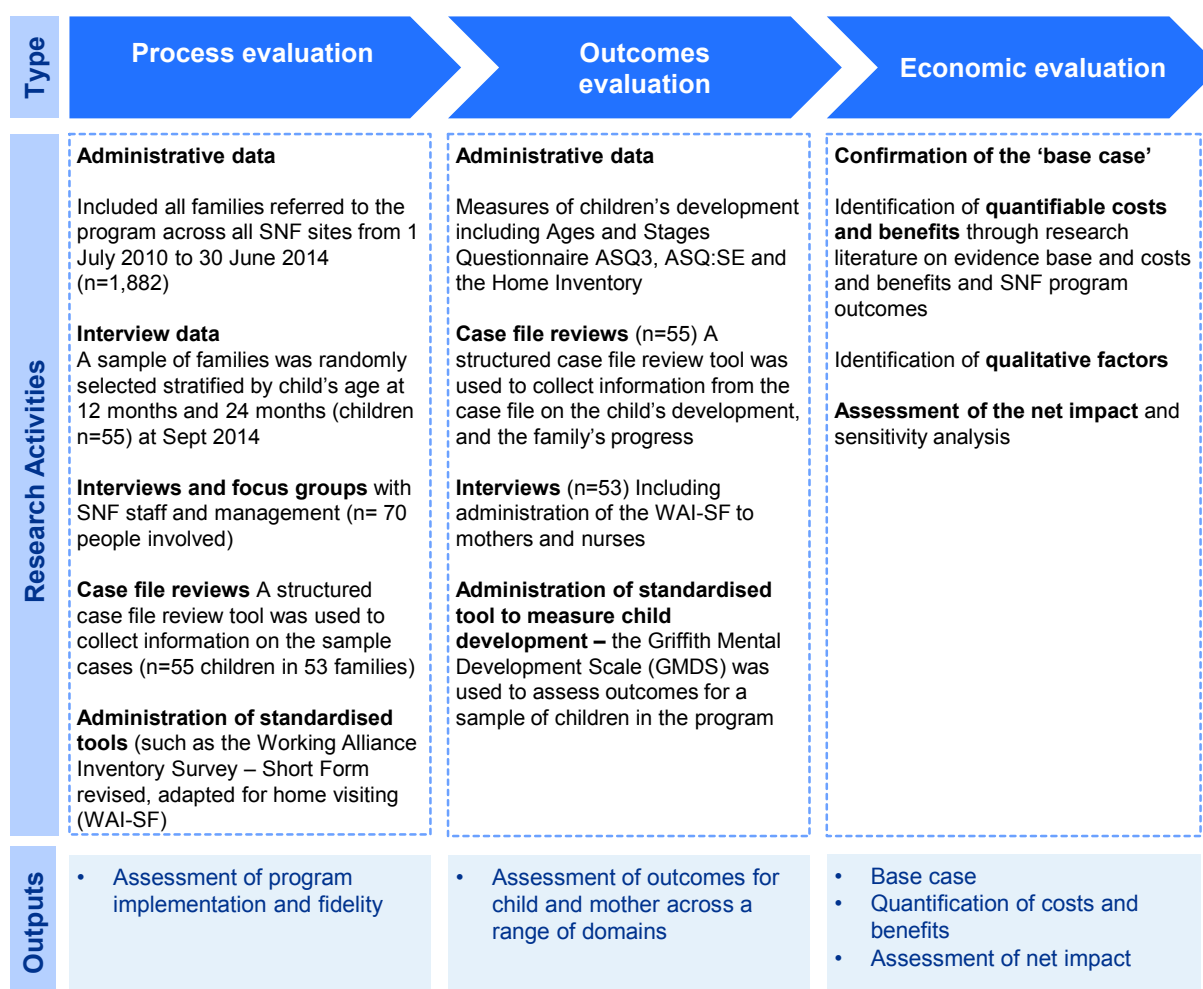 Type
Process evaluation
Outcomes
evaluation
Economic evaluation
Research Activities
Administrative data
Included all families referred to the
program across all SNF sites from 1
July 2010 to 30 June 2014
(n=1,882)
Interview data
A sample of families was randomly
selected stratified by child's age at
12 months and 24 months (children
n=55) at Sept 2014
Interviews and focus groups with
SNF staff and management (n= 70
people involved)
Case file reviews A structured
case file review tool was used to
collect information on the sample
cases (n=55 children in 53 families)
Administration of standardised
tools (such as the Working Alliance
Inventory Survey – Short Form
revised, adapted for home visiting
(WAI-SF)
Administrative data
Measures of children's development
including Ages and Stages
Questionnaire ASQ3, ASQ:SE and
the Home Inventory
Case file reviews (n=55) A
structured case file review tool was
used to collect information from the
case file on the child's development,
and the family's progress
Interviews (n=53) Including
administration of the WAI-SF to
mothers and nurses
Administration of standardised
tool to measure child
development – the Griffith Mental
Development Scale (GMDS) was
used to assess outcomes for a
sample of children in the program
Confirmation of the 'base case'
Identification of quantifiable costs
and benefits through research
literature on evidence base and costs
and benefits and SNF program
outcomes
Identification of qualitative factors
Assessment of the net impact and
sensitivity analysis
Outputs
• Assessment of program
implementation and fidelity
• Assessment of outcomes for
child and mother across a
range of domains
• Base case
• Quantification of costs and
benefits
• Assessment of net impact